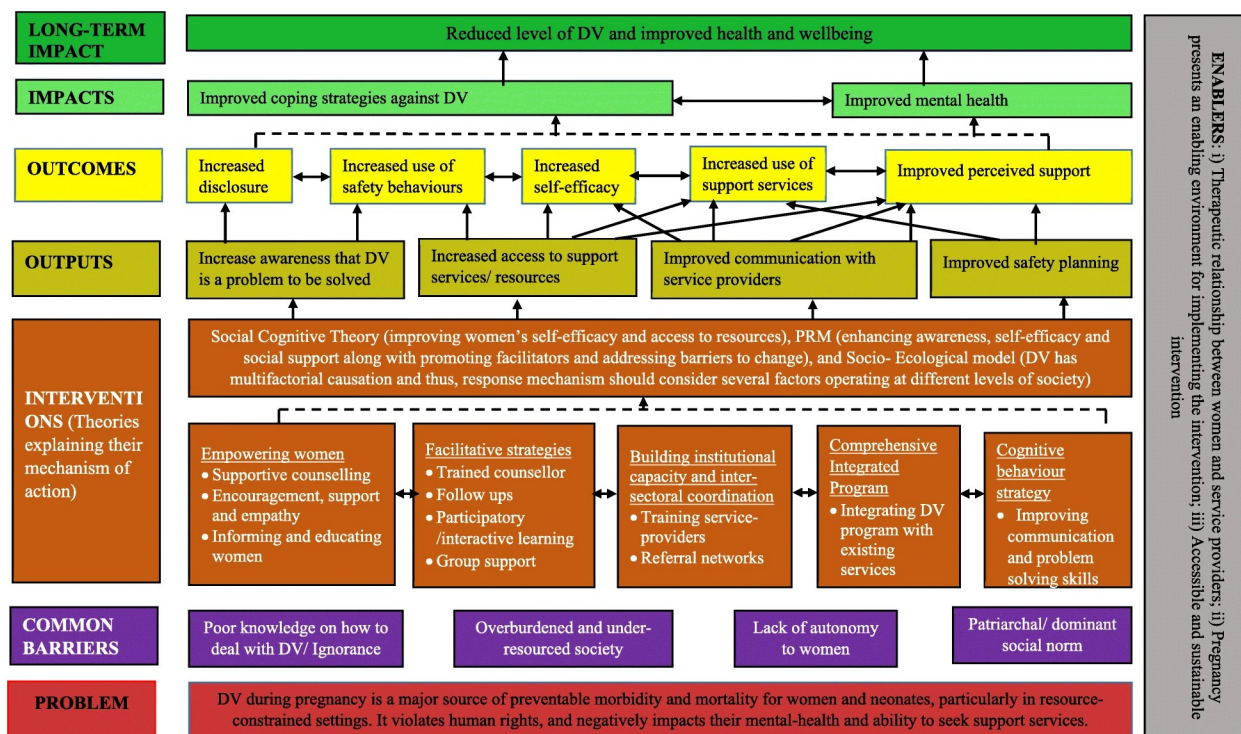 LONG-TERM
IMPACT
Reduced level of DV and improved health and wellbeing
IMPACTS
Improved coping strategies against DV
Improved mental health
OUTCOMES
Increased
disclosure
Increased use of
safety behaviours
Increased
self-efficacy
Increased use of
support services
Improved perceived support
OUTPUTS
Increase awareness that DV
is a problem to be solved
Increased access to support
services/ resources
Improved communication with
service providers
Improved safety planning
INTERVENTI
ONS (Theories
explaining their
mechanism of
action)
Social Cognitive Theory (improving women's self-efficacy and access to resources), PRM (enhancing awareness, self-efficacy and
social support along with promoting facilitators and addressing barriers to change), and Socio- Ecological model (DV has
multifactorial causation and thus, response mechanism should consider several factors operating at different levels of society)
Empowering women
• Supportive counselling
• Encouragement, support
and empathy
• Informing and educating
women
Facilitative strategies
• Trained counsellor
• Follow ups
• Participatory
/interactive learning
• Group support
Building institutional
capacity and inter-
sectoral coordination
• Training service-
providers
• Referral networks
Comprehensive
Integrated
Program
• Integrating DV
program with
existing
services
Cognitive
behaviour
strategy
• Improving
communication
and problem
solving skills
COMMON
BARRIERS
Poor knowledge on how to
deal with DV/ Ignorance
Overburdened and under-
resourced society
Lack of autonomy
to women
Patriarchal/ dominant
social norm
PROBLEM
DV during pregnancy is a major source of preventable morbidity and mortality for women and neonates, particularly in resource-
constrained settings. It violates human rights, and negatively impacts their mental-health and ability to seek support services.
ENABLERS: i) Therapeutic relationship between women and service providers; ii) Pregnancy
presents an enabling environment for implementing the intervention; iii) Accessible and sustainable
intervention